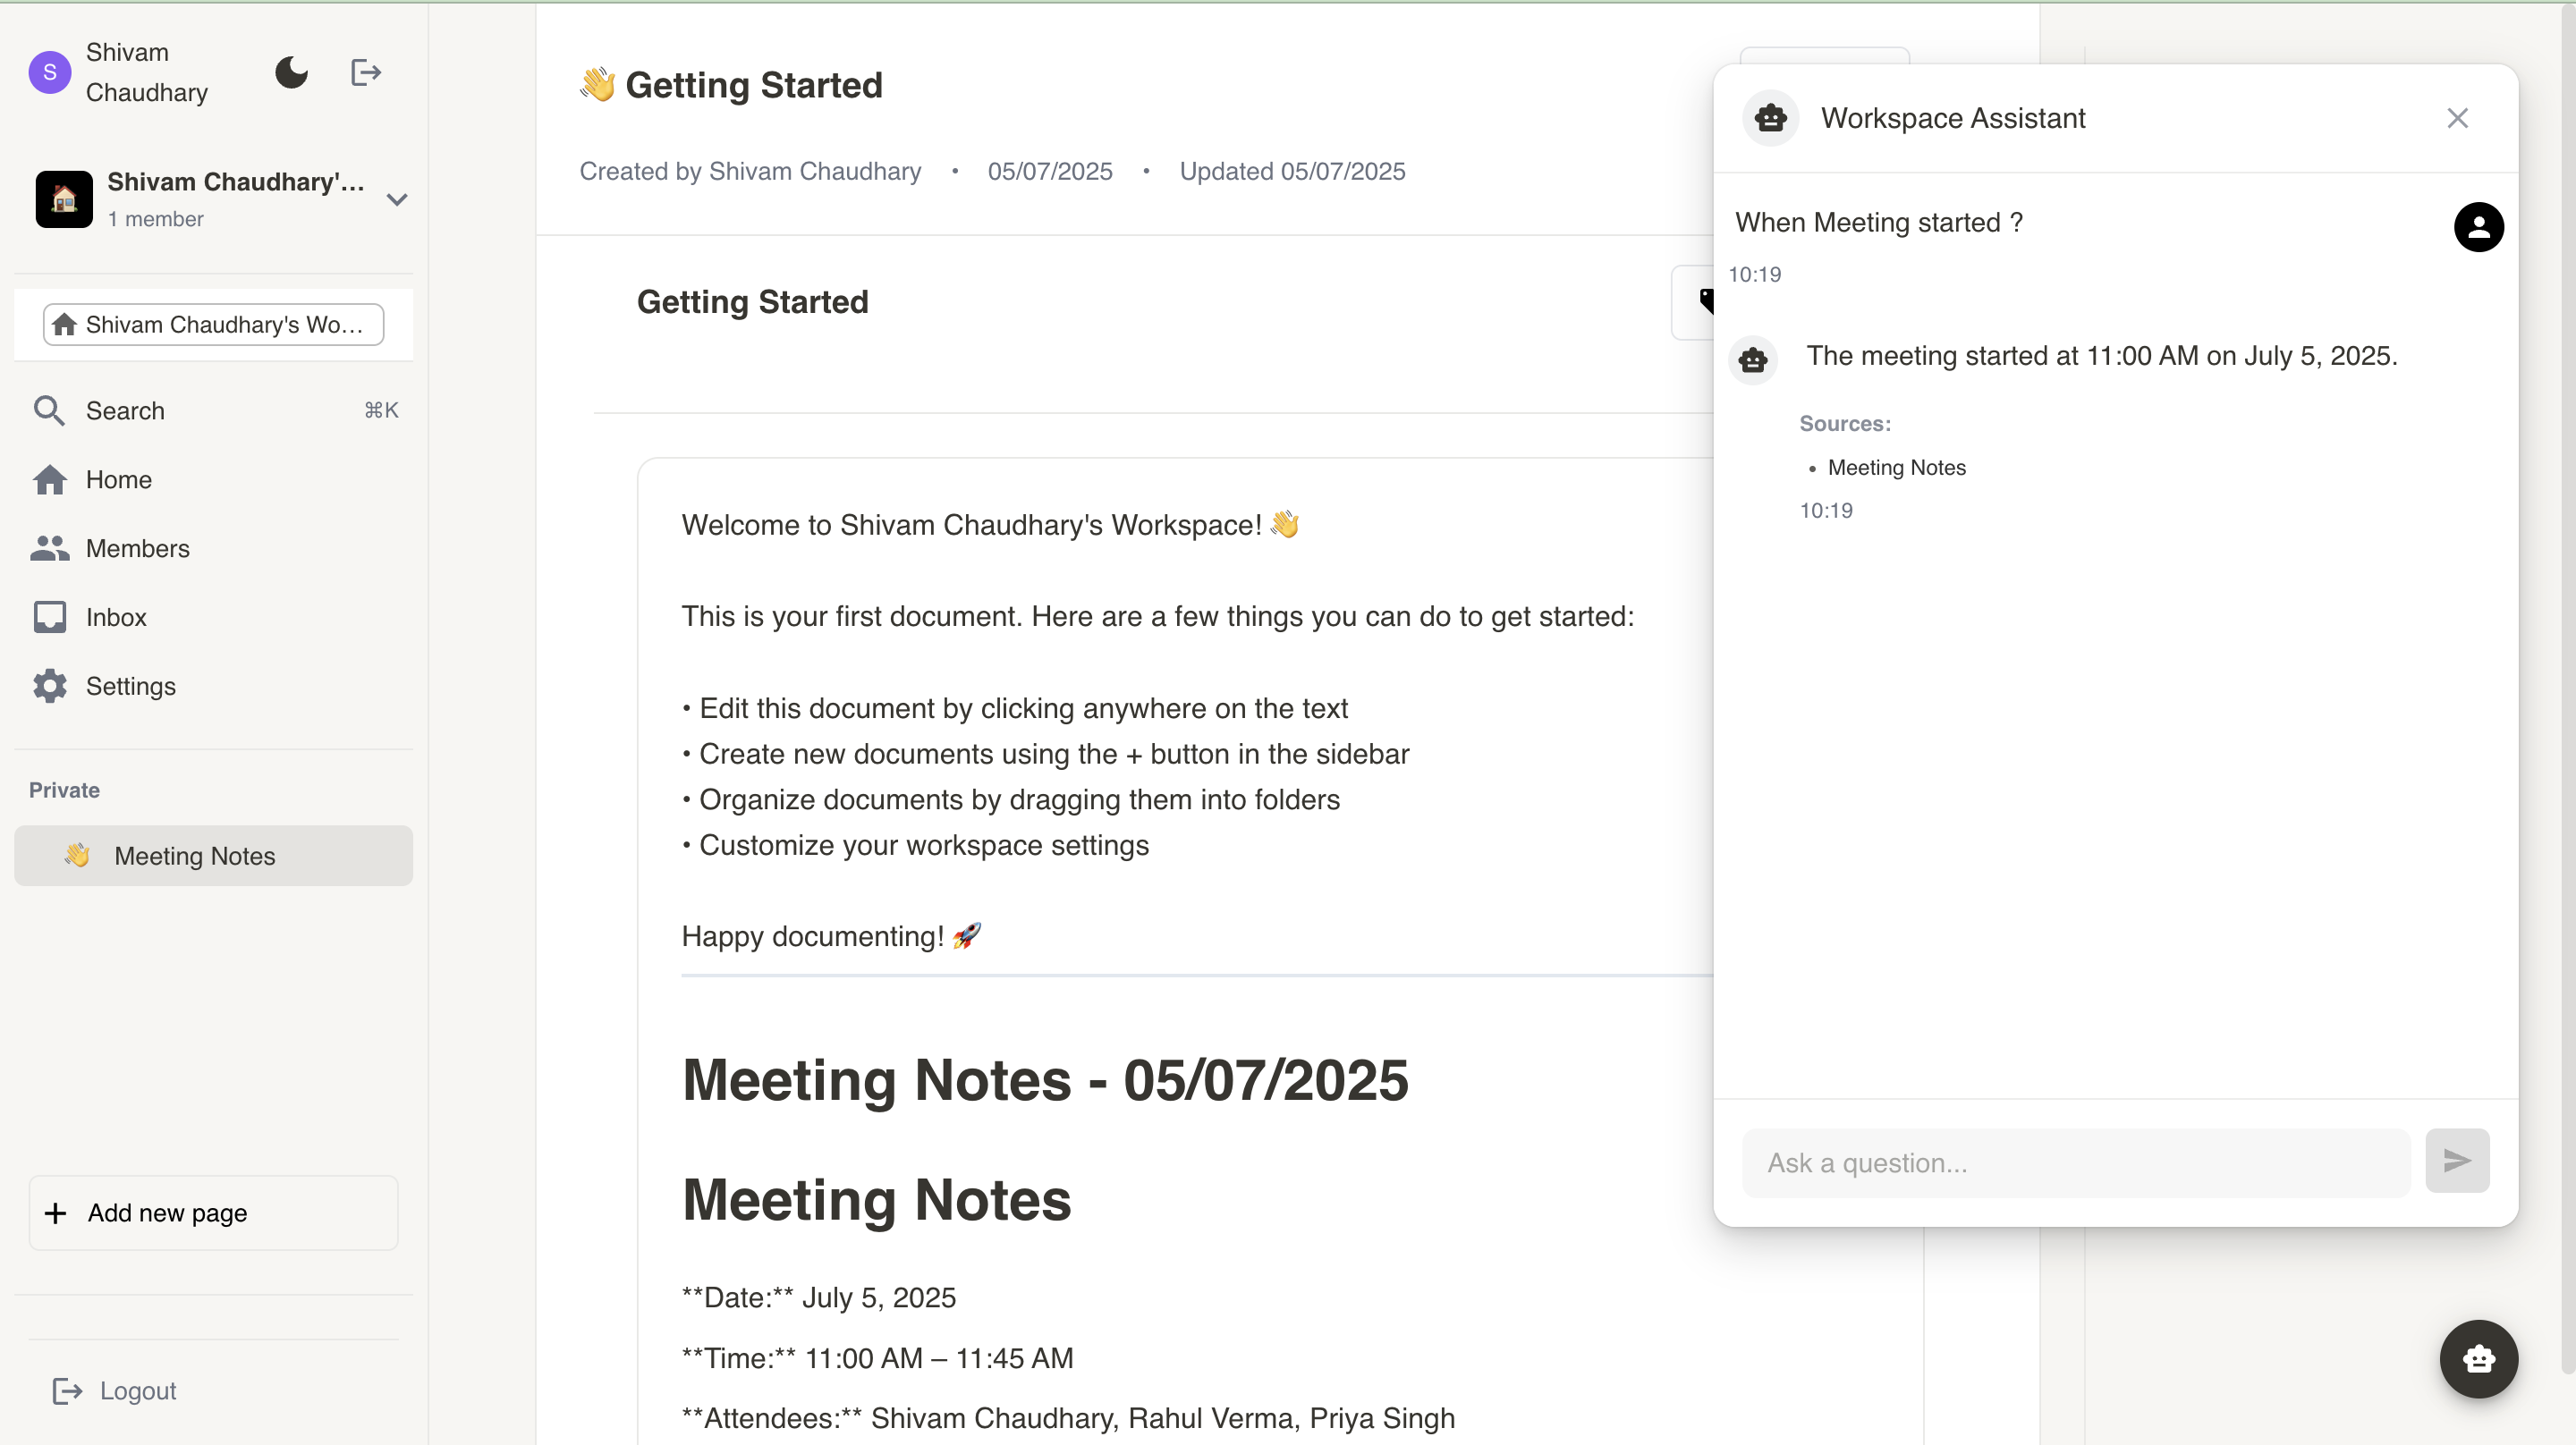 S
Shivam
Chaudhary
Shivam Chaudhary'...
1 member
Shivam Chaudhary's Wo...
Search ⌘K
Home
Members
Inbox
Settings
Private
👋 Meeting Notes
+ Add new page
Logout
👋 Getting Started
Created by Shivam Chaudhary • 05/07/2025 • Updated 05/07/2025
Getting Started
Welcome to Shivam Chaudhary's Workspace! 👋
This is your first document. Here are a few things you can do to get started:
• Edit this document by clicking anywhere on the text
• Create new documents using the + button in the sidebar
• Organize documents by dragging them into folders
• Customize your workspace settings
Happy documenting! 🚀
Meeting Notes - 05/07/2025
Meeting Notes
**Date:** July 5, 2025
**Time:** 11:00 AM – 11:45 AM
**Attendees:** Shivam Chaudhary, Rahul Verma, Priya Singh
Workspace Assistant
When Meeting started ?
10:19
The meeting started at 11:00 AM on July 5, 2025.
Sources:
• Meeting Notes
10:19
Ask a question...